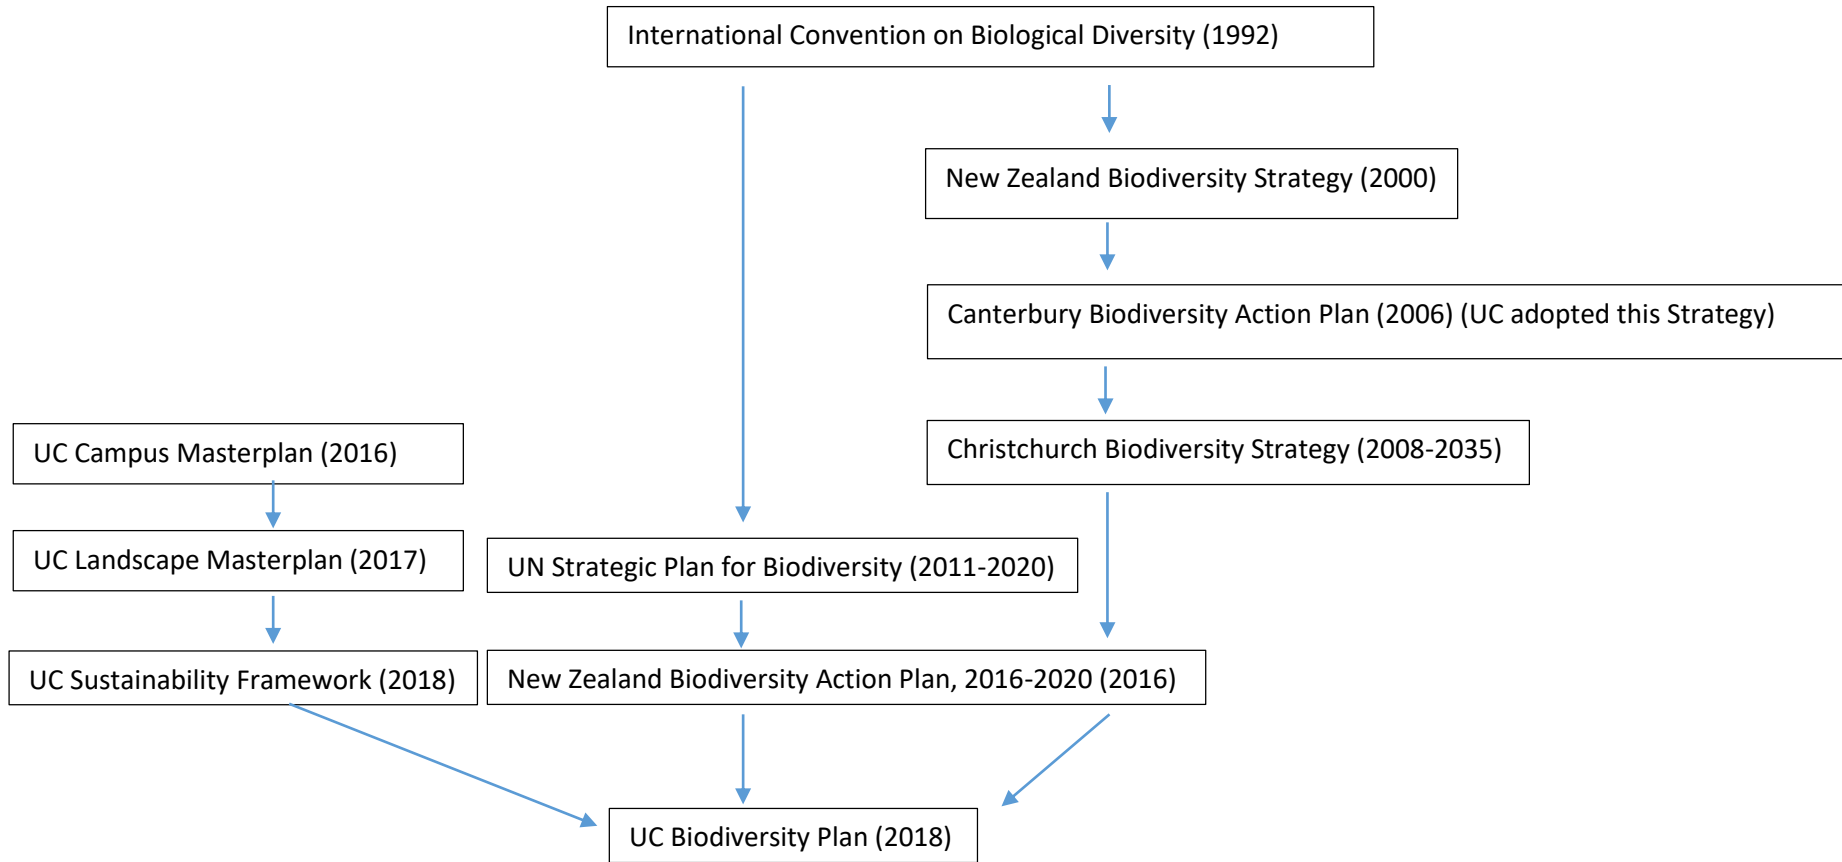 International Convention on Biological Diversity (1992)
New Zealand Biodiversity Strategy (2000)
Canterbury Biodiversity Action Plan (2006) (UC adopted this Strategy)
UC Campus Masterplan (2016)
Christchurch Biodiversity Strategy (2008-2035)
UC Landscape Masterplan (2017)
UN Strategic Plan for Biodiversity (2011-2020)
UC Sustainability Framework (2018)
New Zealand Biodiversity Action Plan, 2016-2020 (2016)
UC Biodiversity Plan (2018)